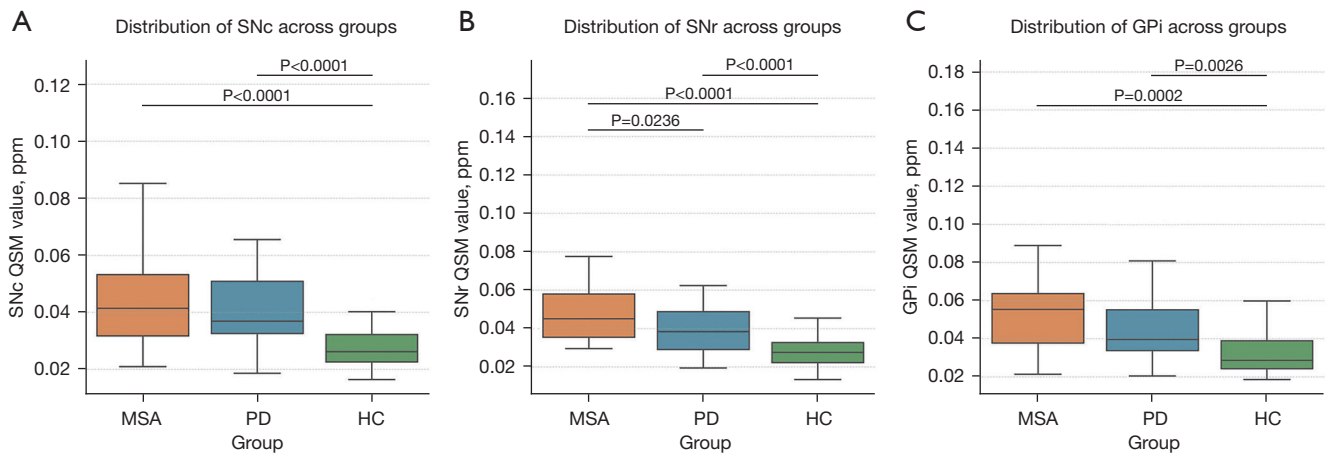 A
Distribution of SNc across groups
SNc QSM value, ppm
0.12
0.10
0.08
0.06
0.04
0.02
P<0.0001
P<0.0001
MSA PD HC
Group
B
Distribution of SNr across groups
SNr QSM value, ppm
0.16
0.14
0.12
0.10
0.08
0.06
0.04
0.02
P<0.0001
P<0.0001
P=0.0236
MSA PD HC
Group
C
Distribution of GPi across groups
GPi QSM value, ppm
0.18
0.16
0.14
0.12
0.10
0.08
0.06
0.04
0.02
P=0.0026
P=0.0002
MSA PD HC
Group